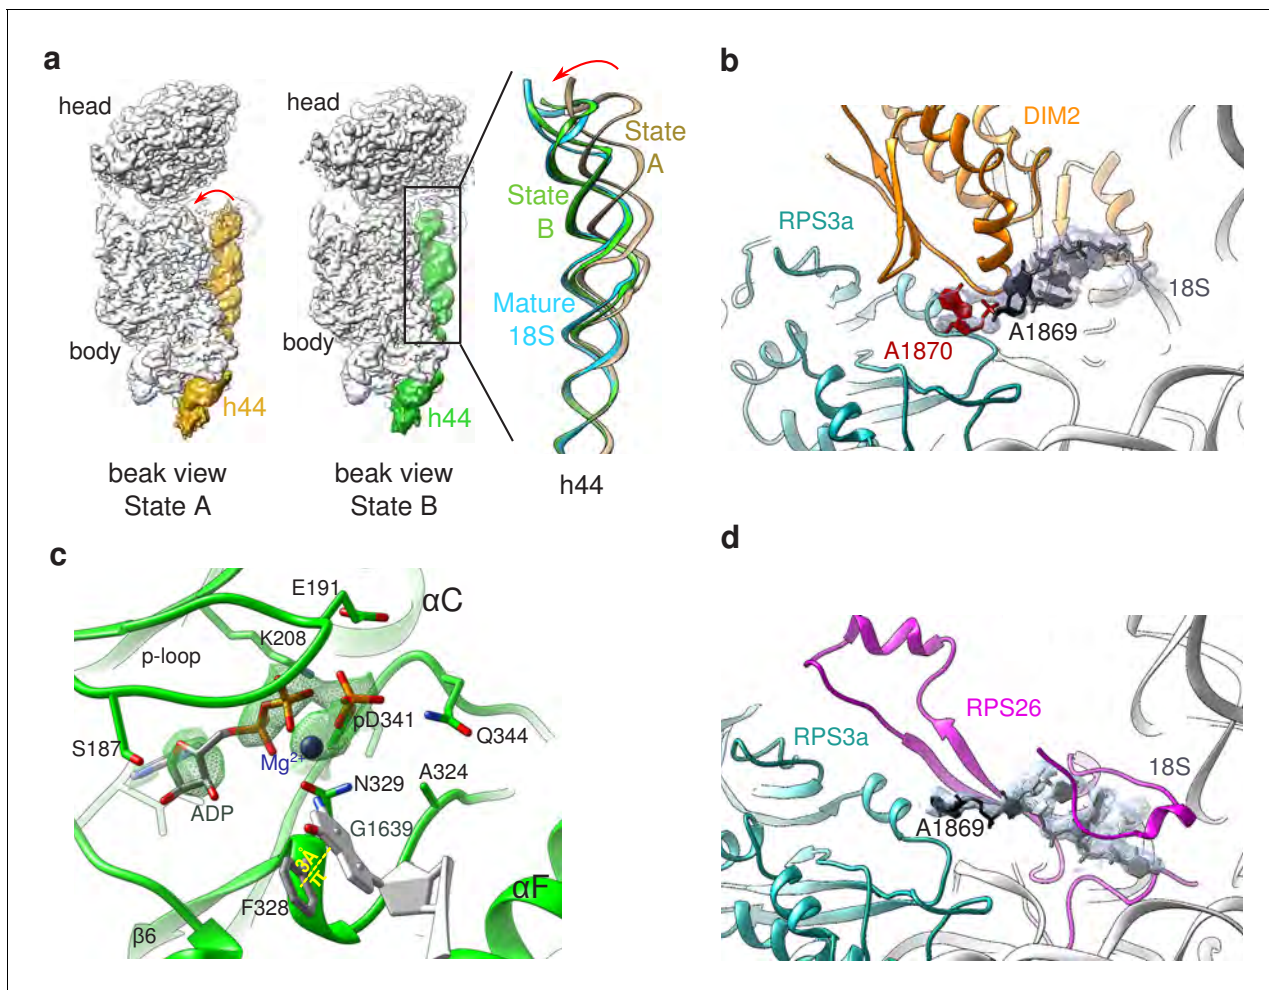 a
head
head
body
body
h44
h44
State
A
State
B
Mature
18S
beak view
State A
beak view
State B
h44
b
DIM2
RPS3a
18S
A1869
A1870
c
E191
αC
K208
p-loop
pD341
S187
Q344
Mg2+
N329
A324
ADP
G1639
3Å
π
F328
αF
β6
d
RPS26
RPS3a
18S
A1869